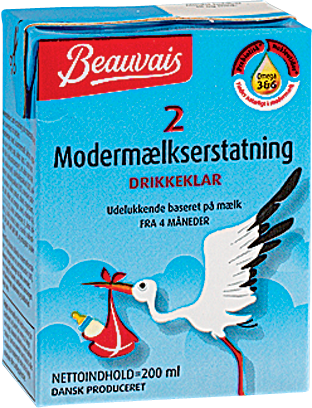 Beauvais
Omega
3&6
2
Modermælkserstatning
DRIKKEKLAR
Udelukkende baseret på mælk
FRA 4 MÅNEDER
NETTOINDHOLD=200 ml
DANSK PRODUCERET